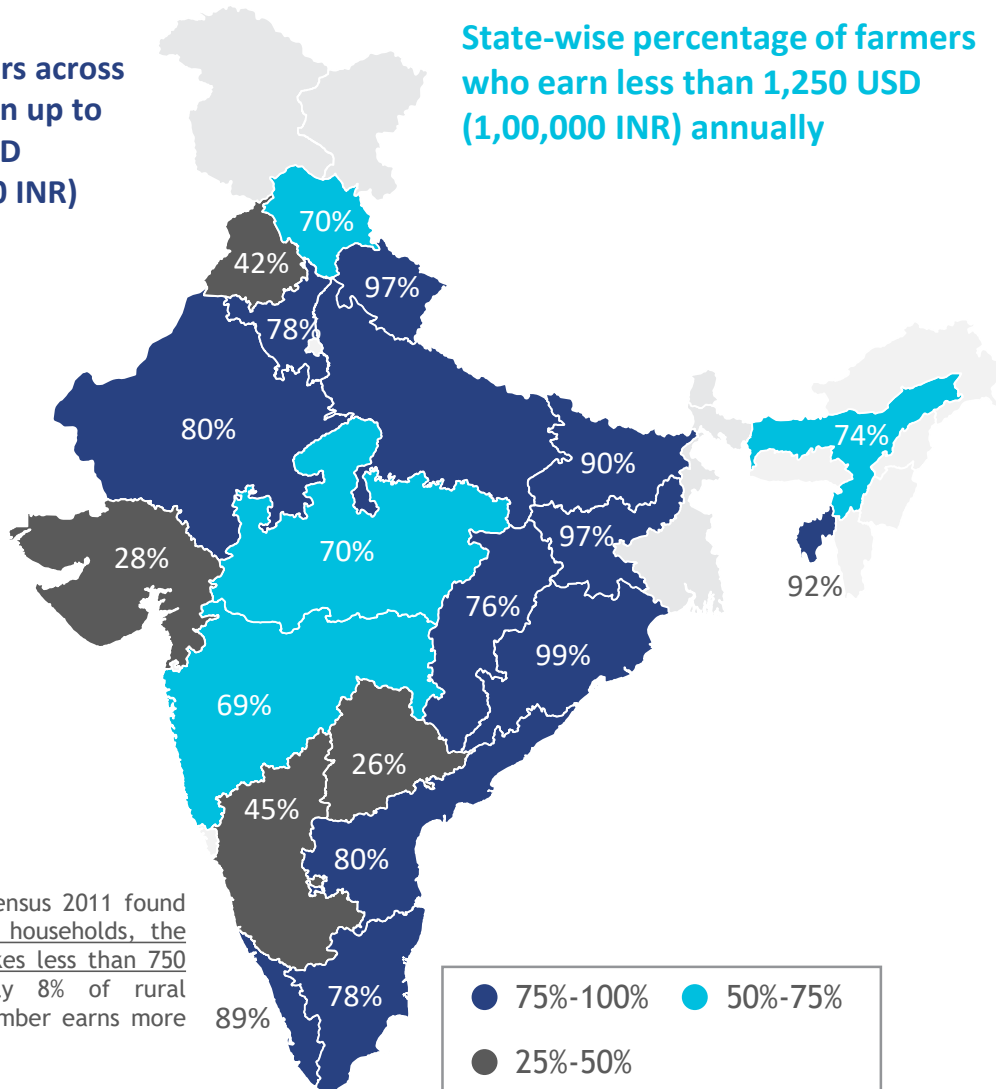 State-wise percentage of farmers
who earn less than 1,250 USD
(1,00,000 INR) annually
rs across
n up to
D
0 INR)
70%
42%
97%
78%
80%
90%
74%
28%
70%
97%
92%
76%
99%
69%
26%
45%
80%
ensus 2011 found
households, the
kes less than 750
ly 8% of rural
mber earns more
89%
78%
75%-100%
50%-75%
25%-50%